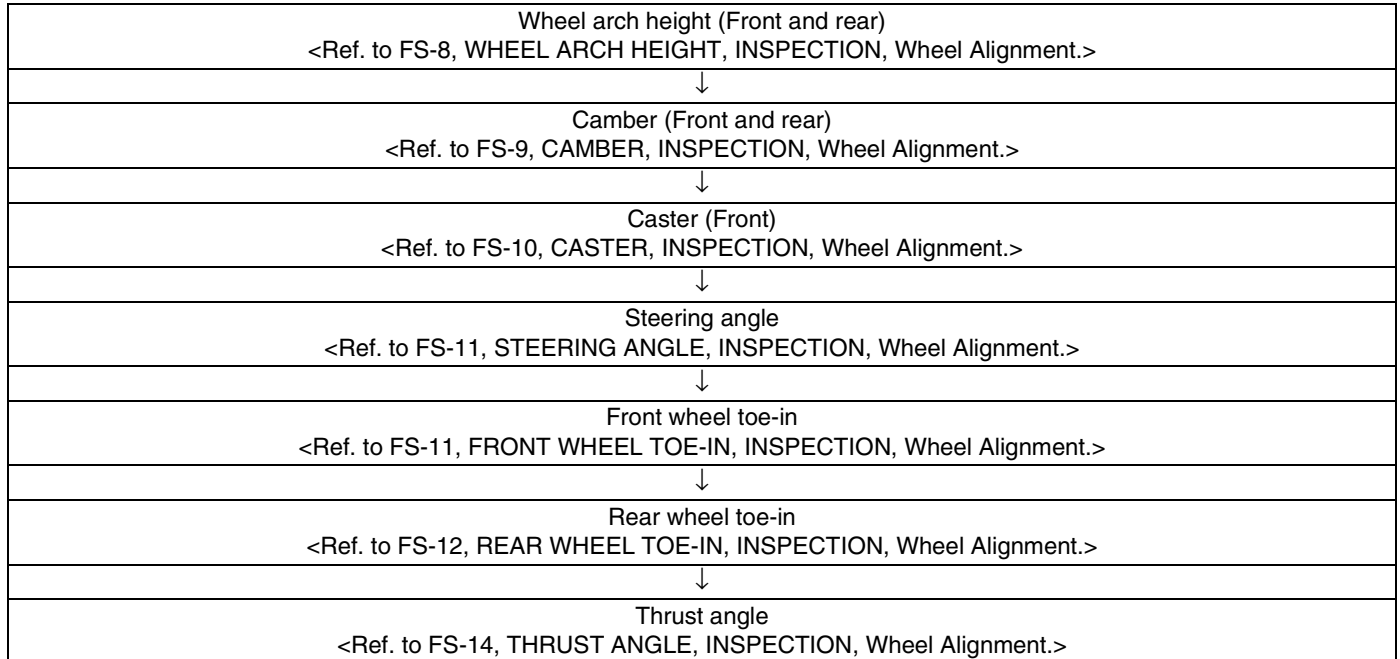 Wheel arch height (Front and rear)
<Ref. to FS-8, WHEEL ARCH HEIGHT, INSPECTION, Wheel Alignment.>
↓
Camber (Front and rear)
<Ref. to FS-9, CAMBER, INSPECTION, Wheel Alignment.>
↓
Caster (Front)
<Ref. to FS-10, CASTER, INSPECTION, Wheel Alignment.>
↓
Steering angle
<Ref. to FS-11, STEERING ANGLE, INSPECTION, Wheel Alignment.>
↓
Front wheel toe-in
<Ref. to FS-11, FRONT WHEEL TOE-IN, INSPECTION, Wheel Alignment.>
↓
Rear wheel toe-in
<Ref. to FS-12, REAR WHEEL TOE-IN, INSPECTION, Wheel Alignment.>
↓
Thrust angle
<Ref. to FS-14, THRUST ANGLE, INSPECTION, Wheel Alignment.>